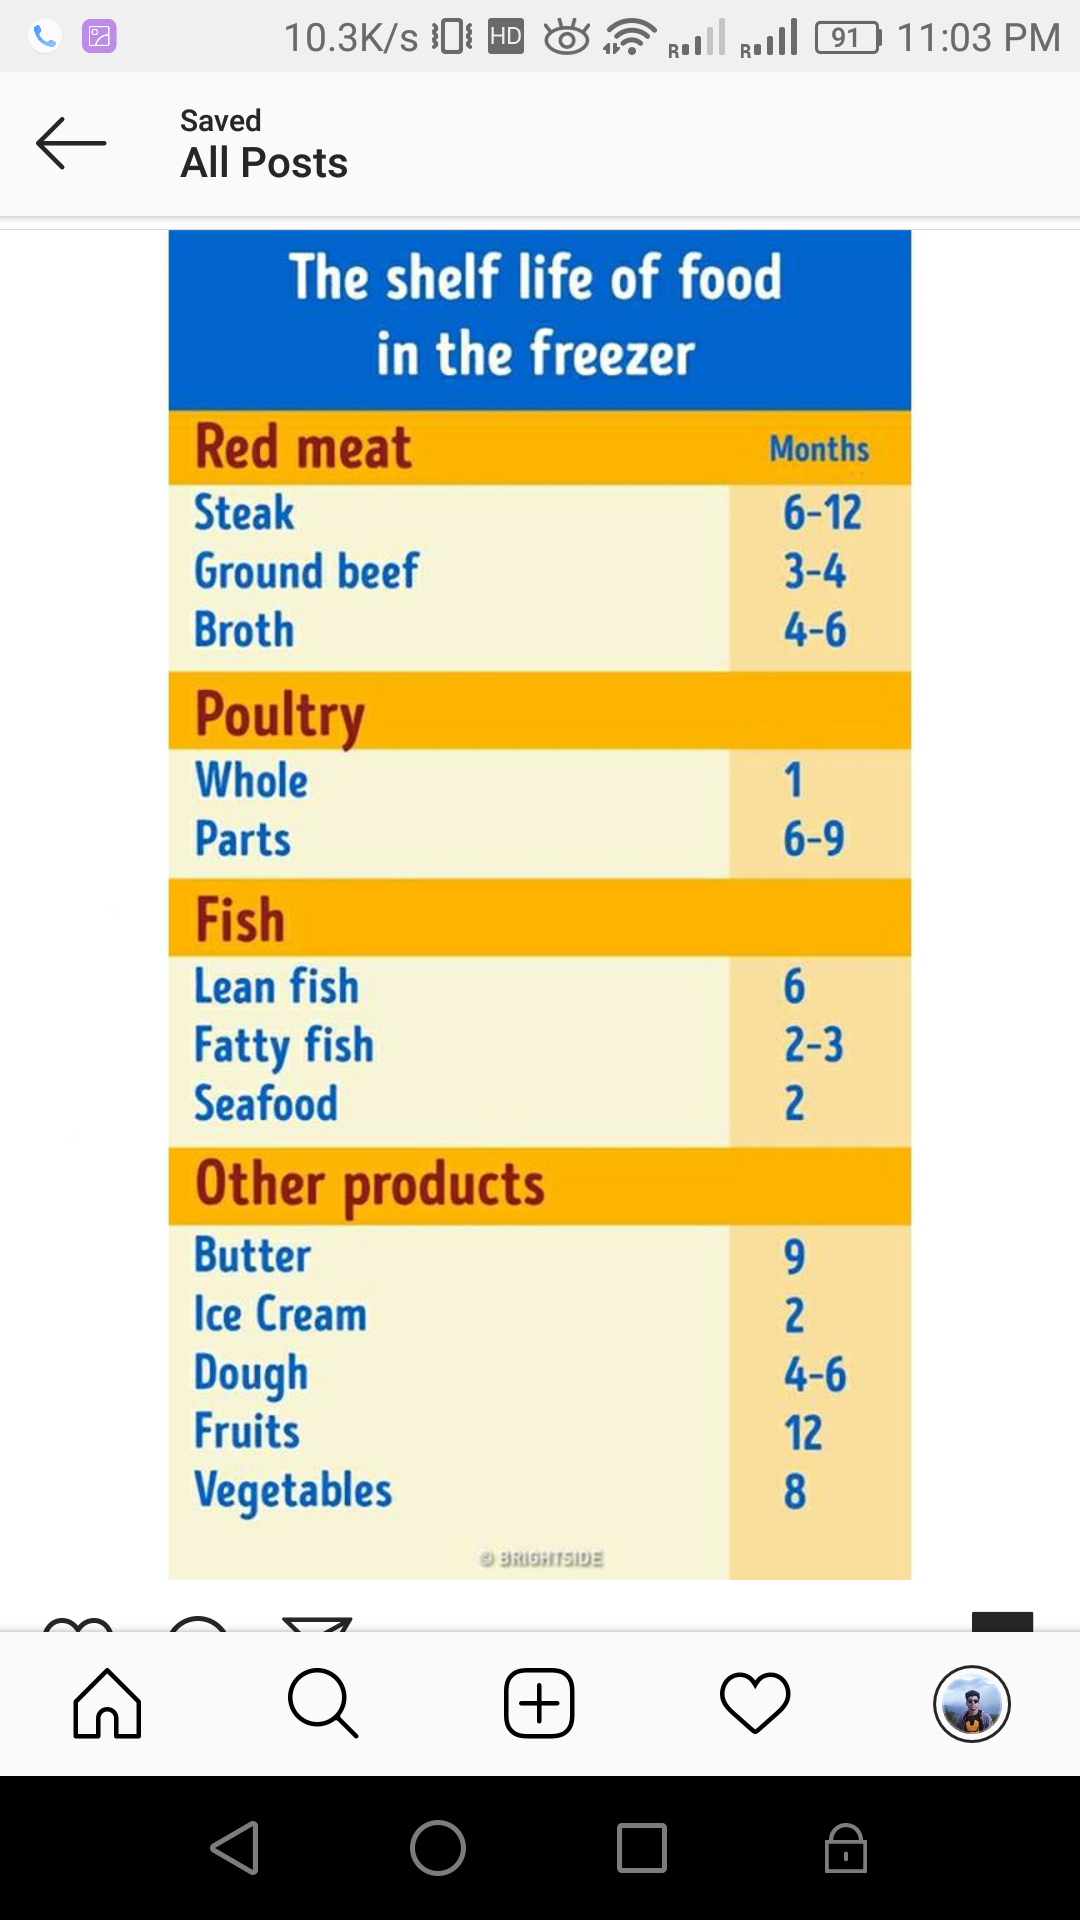 10.3K/s HD R R 91 11:03 PM
Saved
All Posts
The shelf life of food
in the freezer
Red meat Months
Steak 6-12
Ground beef 3-4
Broth 4-6
Poultry
Whole 1
Parts 6-9
Fish
Lean fish 6
Fatty fish 2-3
Seafood 2
Other products
Butter 9
Ice Cream 2
Dough 4-6
Fruits 12
Vegetables 8
© BRIGHTSIDE